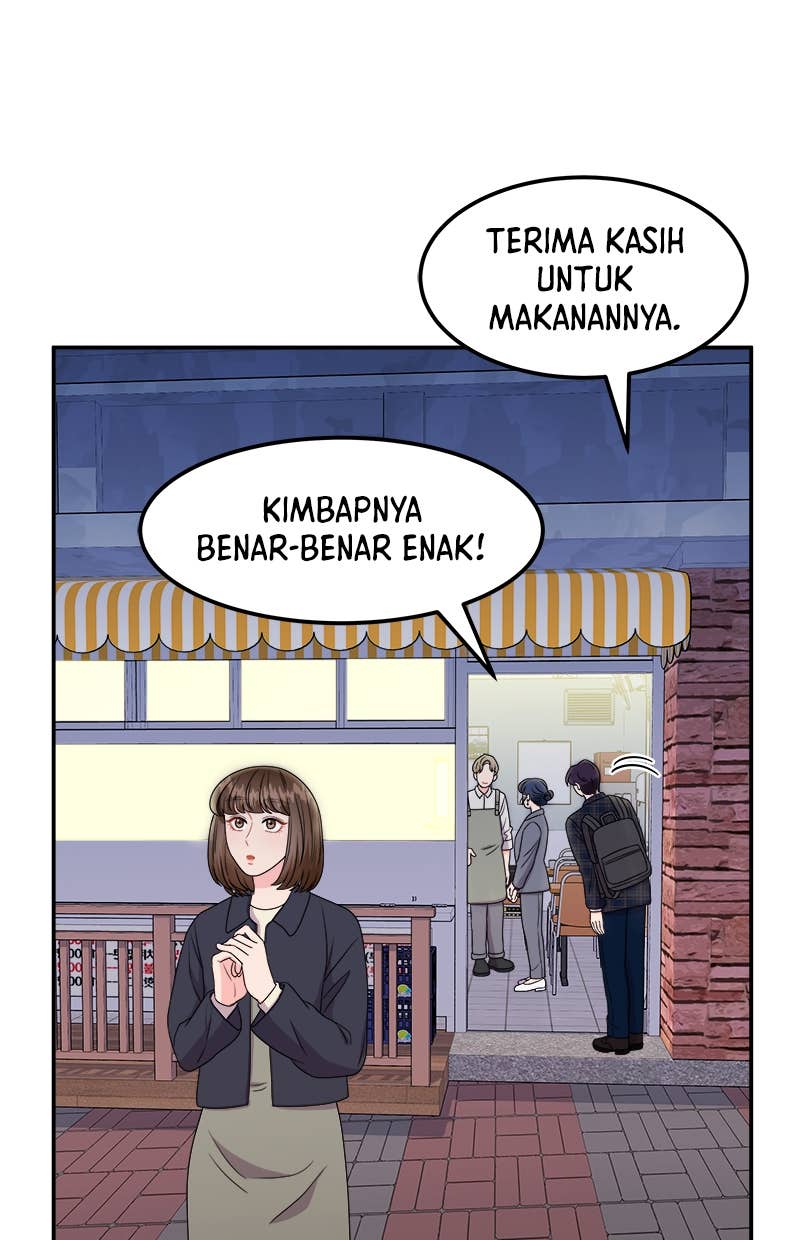 TERIMA KASIH
UNTUK
MAKANANNYA.
KIMBAPNYA
BENAR-BENAR ENAK!